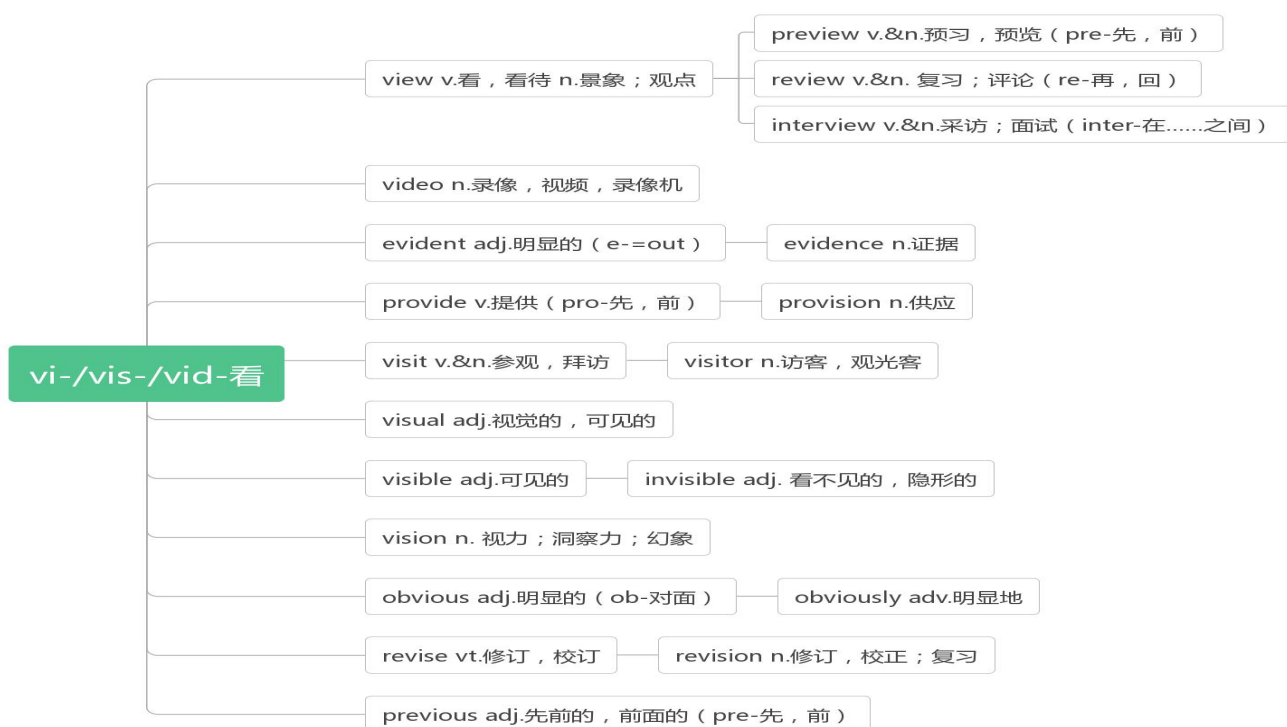 preview v.&n.预习，预览（pre-先，前）
view v.看，看待 n.景象；观点
review v.&n. 复习；评论（re-再，回）
interview v.&n.采访；面试（inter-在……之间）
video n.录像，视频，录像机
evident adj.明显的（e-=out）
evidence n.证据
provide v.提供（pro-先，前）
provision n.供应
vi-/vis-/vid-看
visit v.&n.参观，拜访
visitor n.访客，观光客
visual adj.视觉的，可见的
visible adj.可见的
invisible adj. 看不见的，隐形的
vision n. 视力；洞察力；幻象
obvious adj.明显的（ob-对面）
obviously adv.明显地
revise vt.修订，校订
revision n.修订，校正；复习
previous adj.先前的，前面的（pre-先，前）